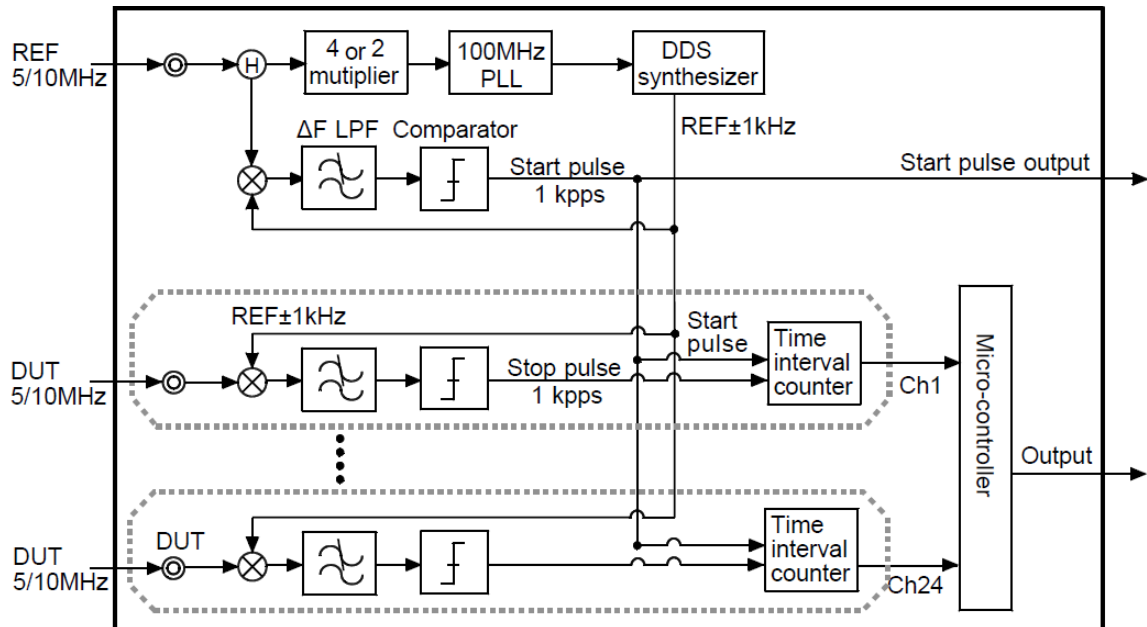 REF
5/10MHz
H
4 or 2
mutiplier
100MHz
PLL
DDS
synthesizer
REF±1kHz
ΔF LPF
Comparator
Start pulse
1 kpps
Start pulse output
REF±1kHz
DUT
5/10MHz
Stop pulse
1 kpps
Start
pulse
Time
interval
counter
Ch1
Micro-controller
Output
DUT
5/10MHz
DUT
Time
interval
counter
Ch24